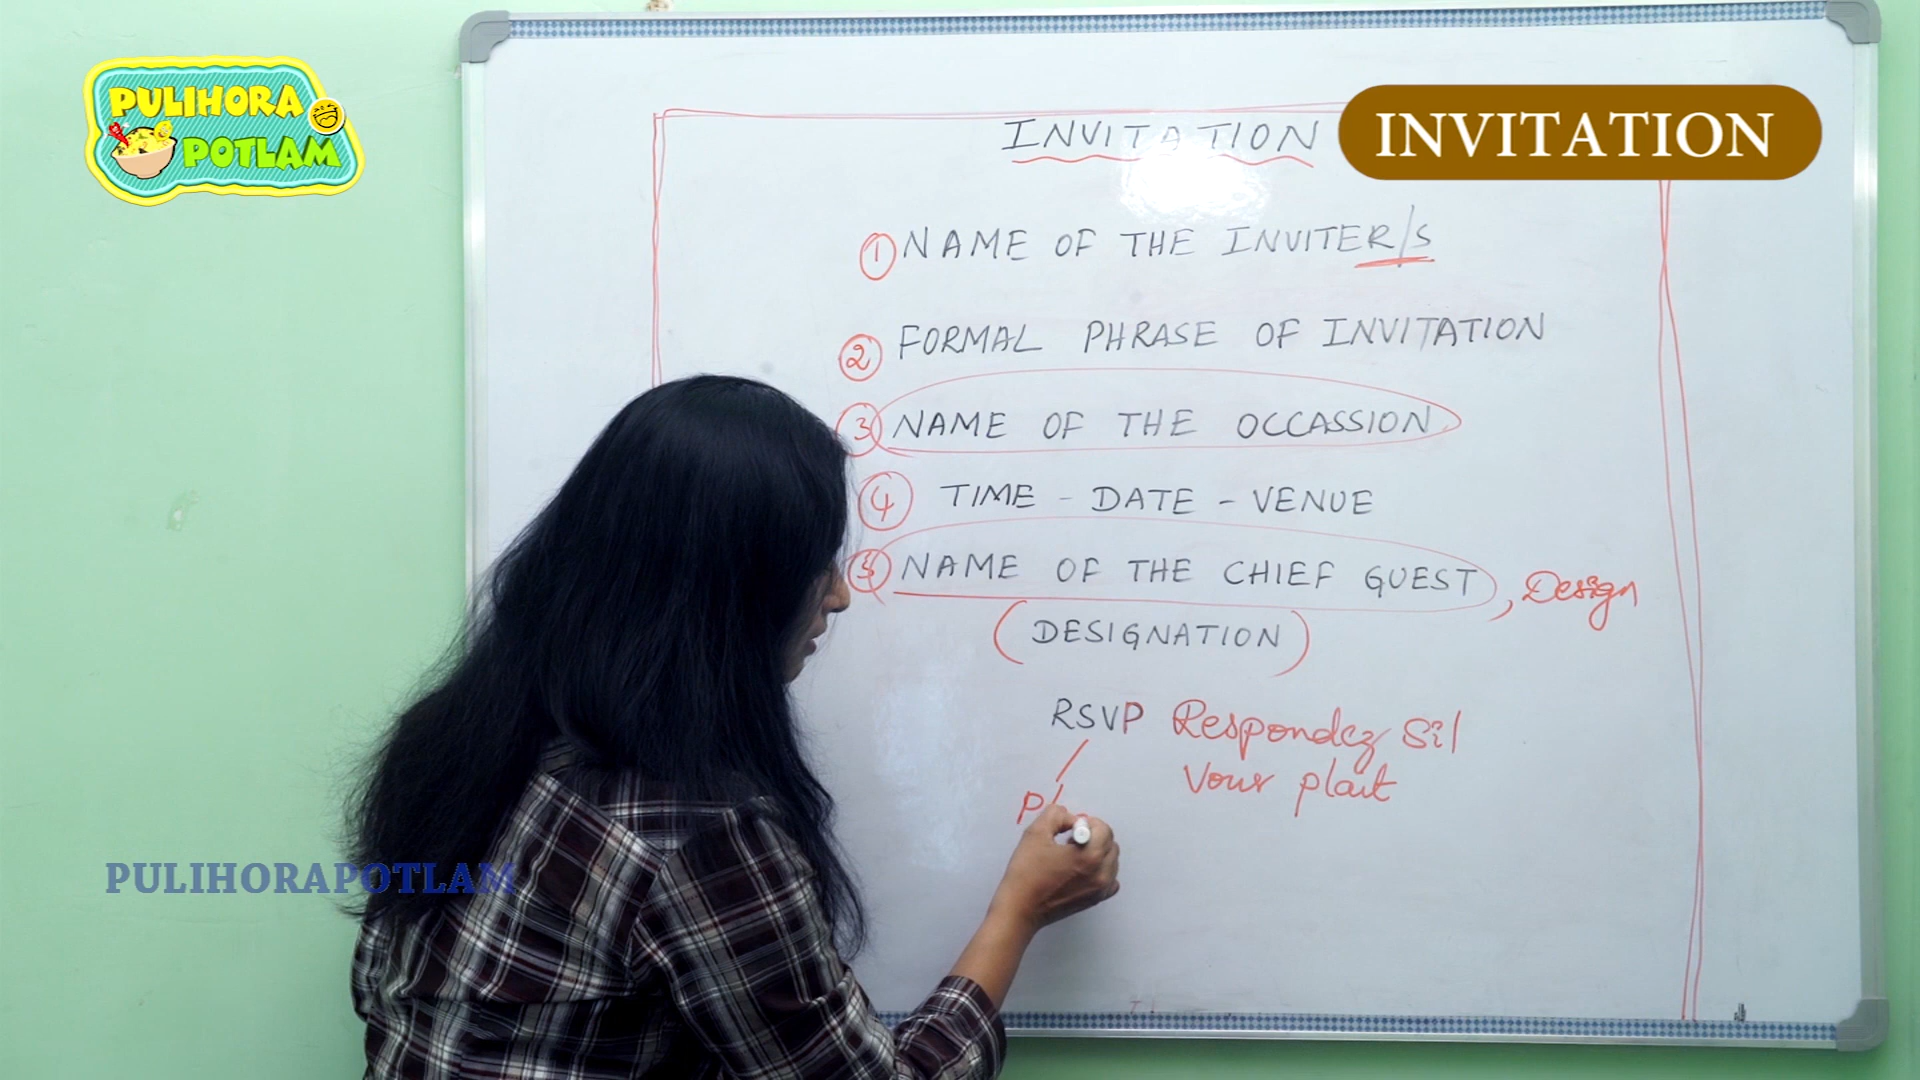 PULIHORA
POTLAM
INVITATION
INVITATION
① NAME OF THE INVITER/S
② FORMAL PHRASE OF INVITATION
③ NAME OF THE OCCASSION
④ TIME - DATE - VENUE
⑤ NAME OF THE CHIEF GUEST, Design
(DESIGNATION)
RSVP Respondez Sil
Vous plait
P
PULIHORAPOTLAM